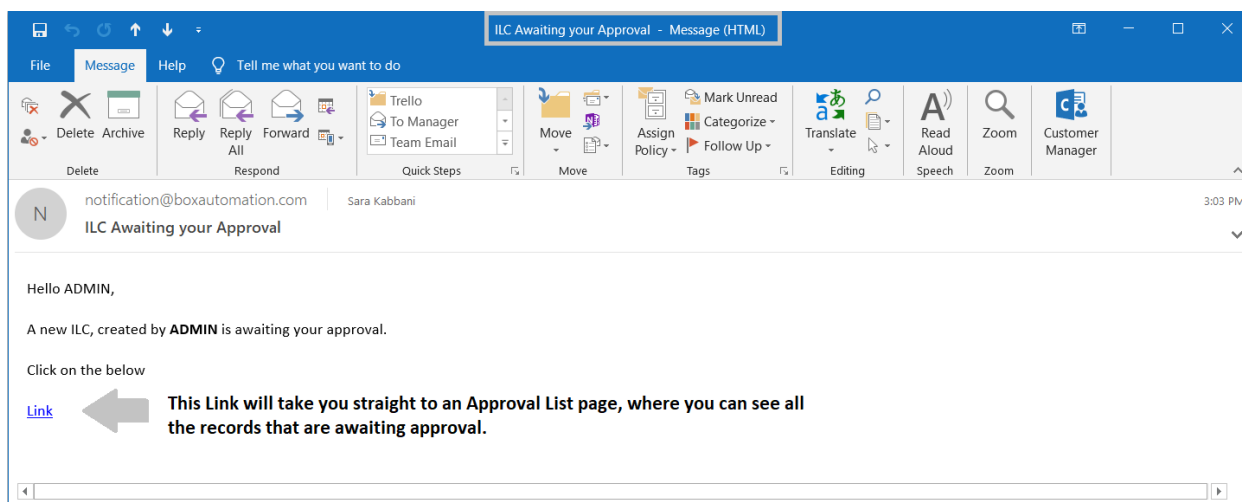 ILC Awaiting your Approval - Message (HTML)
File Message Help Tell me what you want to do
Delete Archive
Reply Reply All Forward
Trello
To Manager
Team Email
Move
Assign Policy
Mark Unread
Categorize
Follow Up
Translate
Read Aloud
Zoom
Customer Manager
Delete Respond Quick Steps Move Tags Editing Speech Zoom
N
notification@boxautomation.com Sara Kabbani 3:03 PM
ILC Awaiting your Approval
Hello ADMIN,
A new ILC, created by ADMIN is awaiting your approval.
Click on the below
Link
This Link will take you straight to an Approval List page, where you can see all
the records that are awaiting approval.